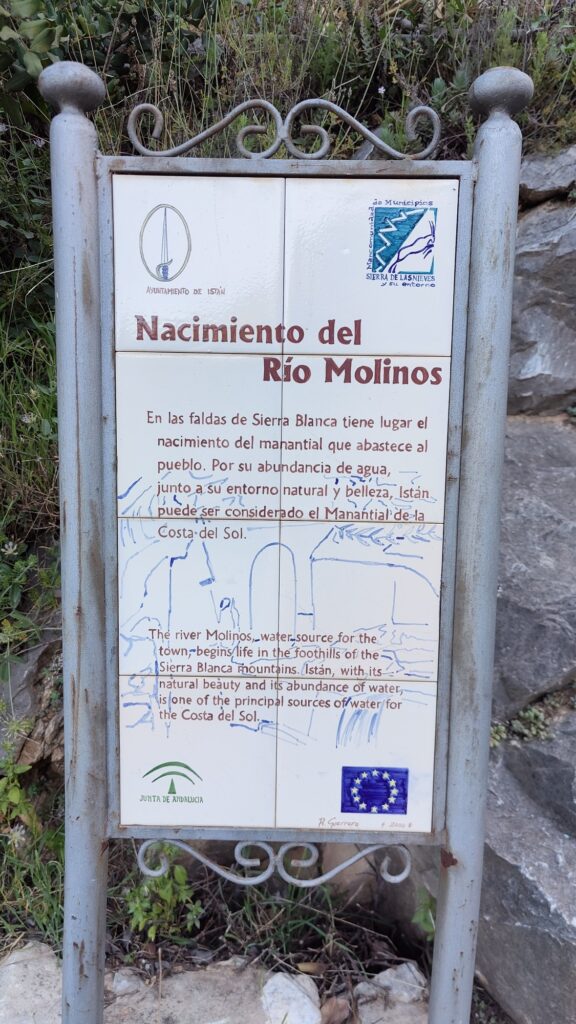 AYUNTAMIENTO DE ISTÁN
Mancomunidad de Municipios
SIERRA DE LAS NIEVES
y su entorno
Nacimiento del
Río Molinos
En las faldas de Sierra Blanca tiene lugar el
nacimiento del manantial que abastece al
pueblo. Por su abundancia de agua,
junto a su entorno natural y belleza, Istán
puede ser considerado el Manantial de la
Costa del Sol.
The river Molinos, water source for the
town, begins life in the foothills of the
Sierra Blanca mountains. Istán, with its
natural beauty and its abundance of water,
is one of the principal sources of water for
the Costa del Sol.
JUNTA DE ANDALUCIA
A. Guerrero